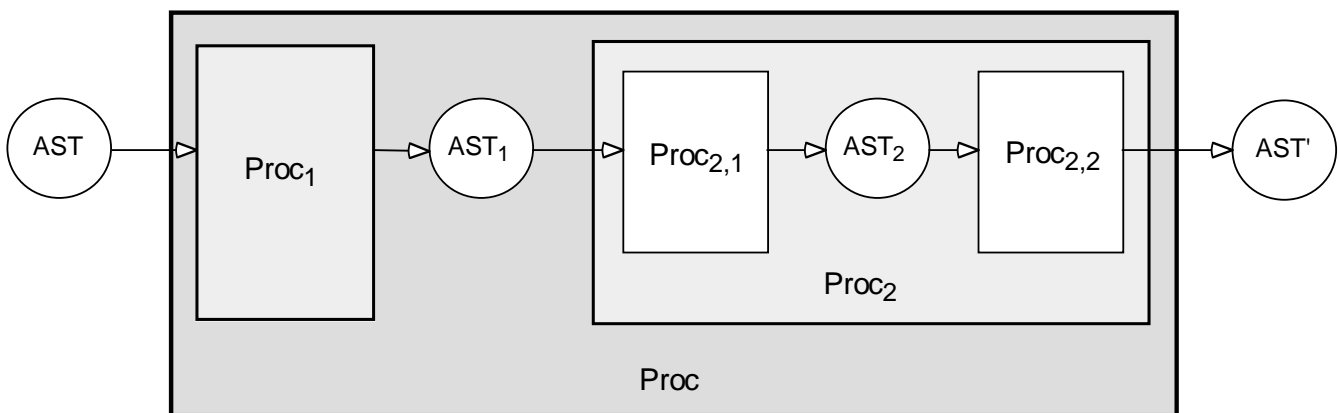 AST
Proc1
AST1
Proc2,1
AST2
Proc2,2
AST'
Proc2
Proc